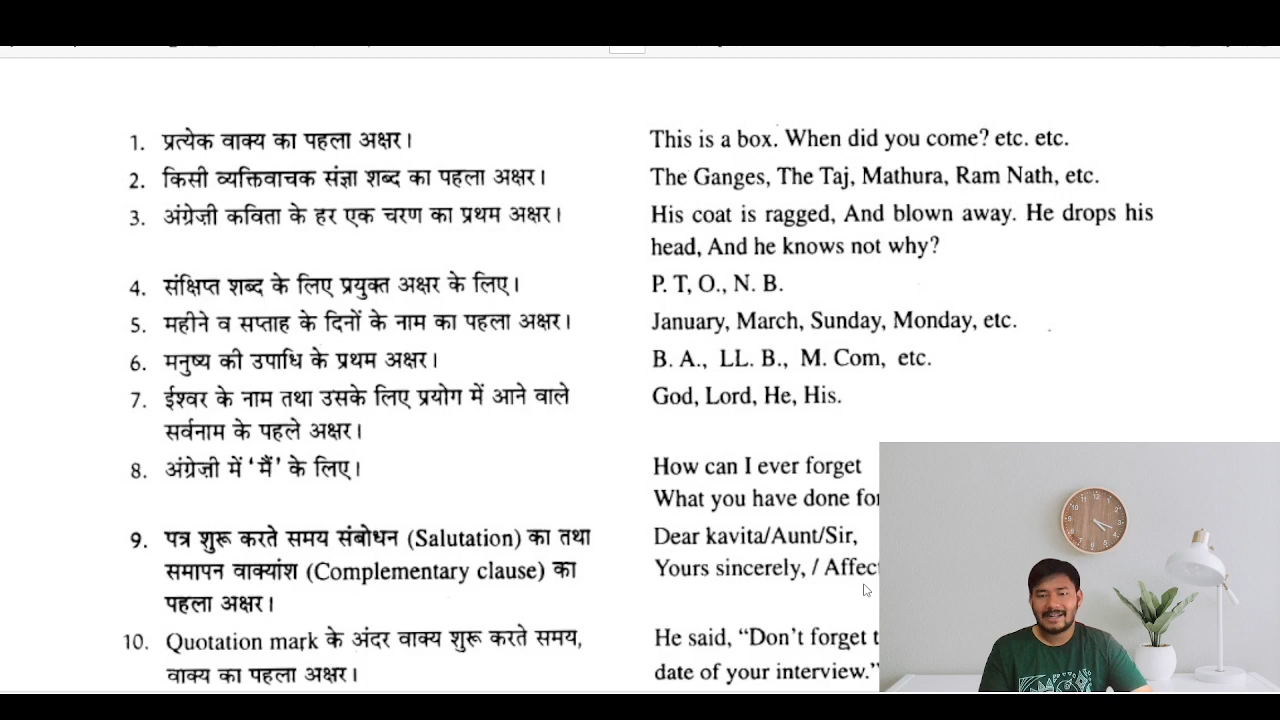 1. प्रत्येक वाक्य का पहला अक्षर। This is a box. When did you come? etc. etc.
2. किसी व्यक्तिवाचक संज्ञा शब्द का पहला अक्षर। The Ganges, The Taj, Mathura, Ram Nath, etc.
3. अंग्रेज़ी कविता के हर एक चरण का प्रथम अक्षर। His coat is ragged, And blown away. He drops his
head, And he knows not why?
4. संक्षिप्त शब्द के लिए प्रयुक्त अक्षर के लिए। P. T, O., N. B.
5. महीने व सप्ताह के दिनों के नाम का पहला अक्षर। January, March, Sunday, Monday, etc.
6. मनुष्य की उपाधि के प्रथम अक्षर। B. A., LL. B., M. Com, etc.
7. ईश्वर के नाम तथा उसके लिए प्रयोग में आने वाले God, Lord, He, His.
सर्वनाम के पहले अक्षर।
8. अंग्रेज़ी में ‘मैं’ के लिए। How can I ever forget
What you have done
9. पत्र शुरू करते समय संबोधन (Salutation) का तथा Dear kavita/Aunt/Sir,
समापन वाक्यांश (Complementary clause) का Yours sincerely, /
पहला अक्षर।
10. Quotation mark के अंदर वाक्य शुरू करते समय, He said, “Don’t forget
वाक्य का पहला अक्षर। date of your interview.”